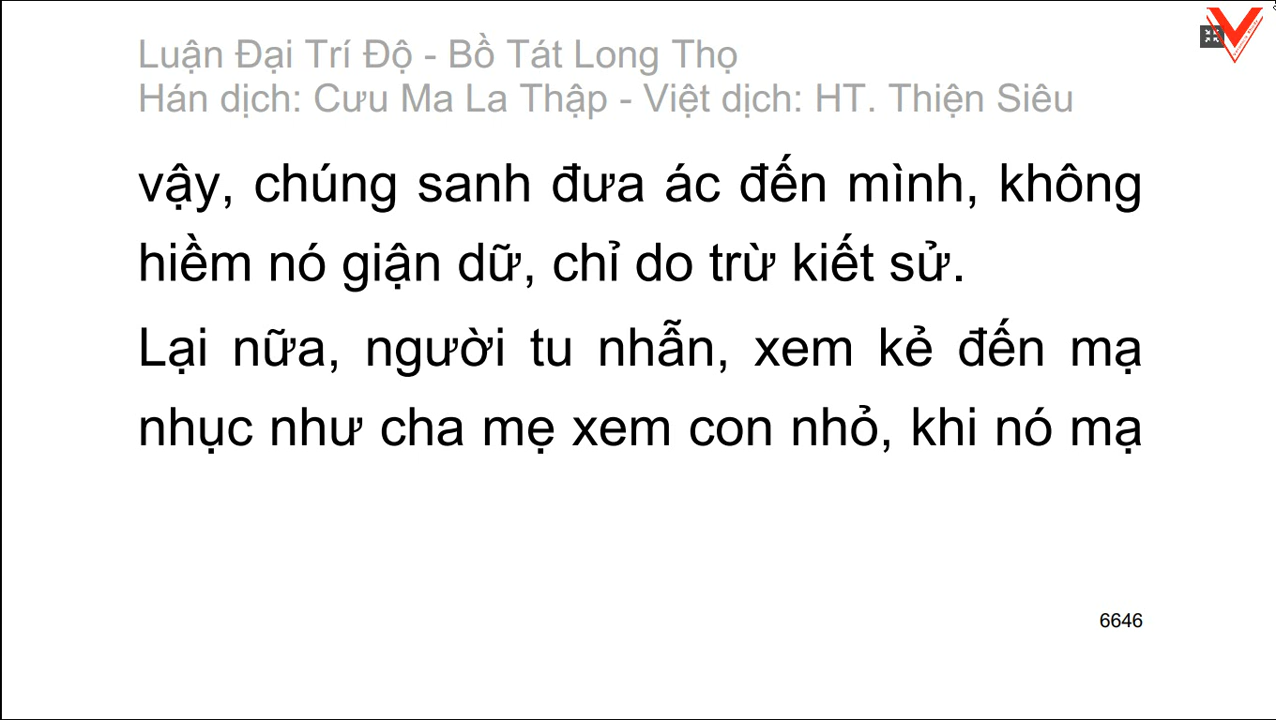 Luận Đại Trí Độ - Bồ Tát Long Thọ
Hán dịch: Cưu Ma La Thập - Việt dịch: HT. Thiện Siêu
vậy, chúng sanh đưa ác đến mình, không
hiềm nó giận dữ, chỉ do trừ kiết sử.
Lại nữa, người tu nhẫn, xem kẻ đến mạ
nhục như cha mẹ xem con nhỏ, khi nó mạ
6646